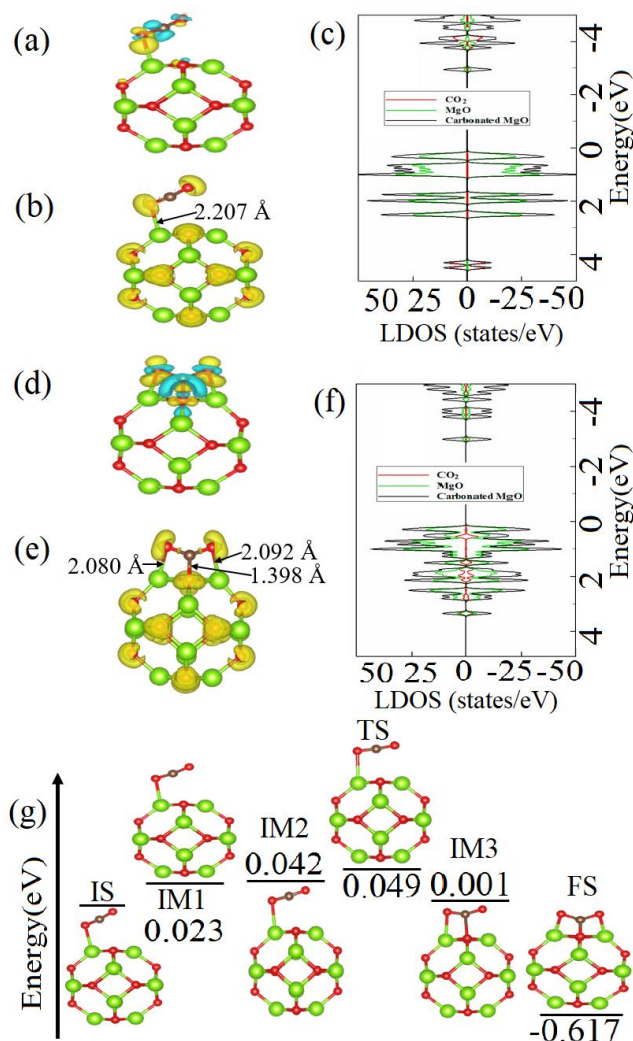 (a)
(b)
2.207 Å
(c)
CO₂
MgO
Carbonated MgO
-4
-2
0
2
4
Energy(eV)
50 25 0 -25 -50
LDOS (states/eV)
(d)
(e)
2.080 Å
2.092 Å
1.398 Å
(f)
CO₂
MgO
Carbonated MgO
-4
-2
0
2
4
Energy(eV)
50 25 0 -25 -50
LDOS (states/eV)
(g)
Energy(eV)
IS
IM1
0.023
IM2
0.042
TS
0.049
IM3
0.001
FS
-0.617